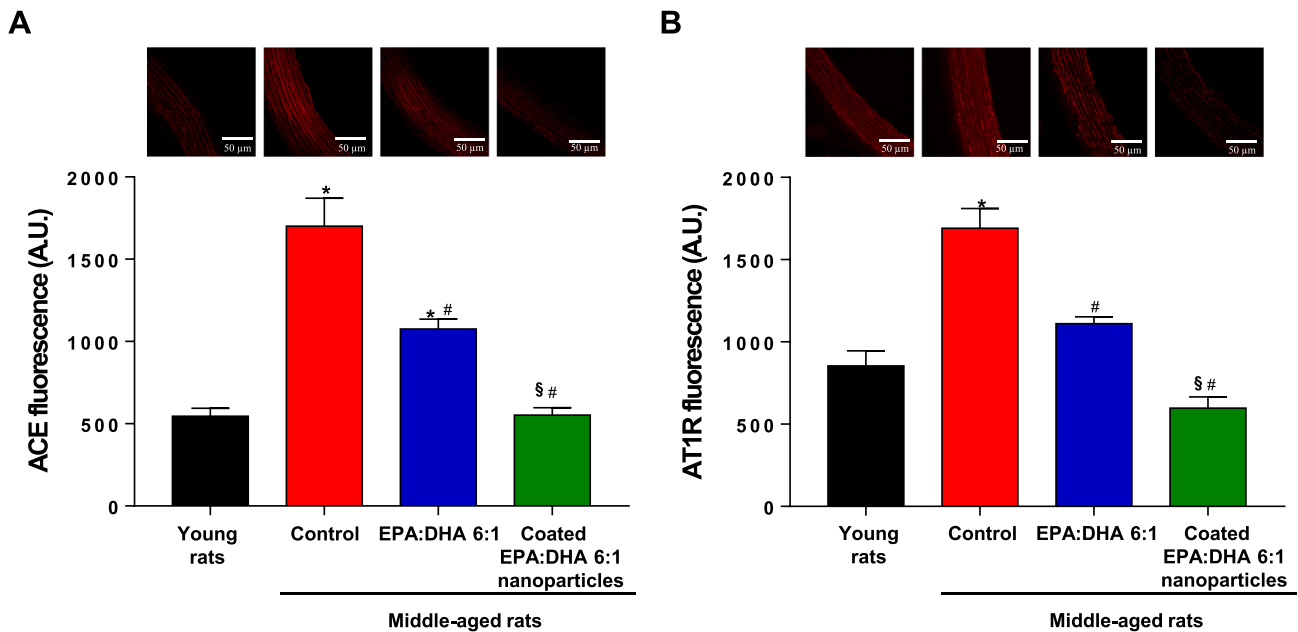 A
50 µm
50 µm
50 µm
50 µm
ACE fluorescence (A.U.)
2000
1500
1000
500
0
*
* #
§ #
Young
rats
Control
EPA:DHA 6:1
Coated
EPA:DHA 6:1
nanoparticles
Middle-aged rats
B
50 µm
50 µm
50 µm
50 µm
AT1R fluorescence (A.U.)
2000
1500
1000
500
0
*
#
§ #
Young
rats
Control
EPA:DHA 6:1
Coated
EPA:DHA 6:1
nanoparticles
Middle-aged rats